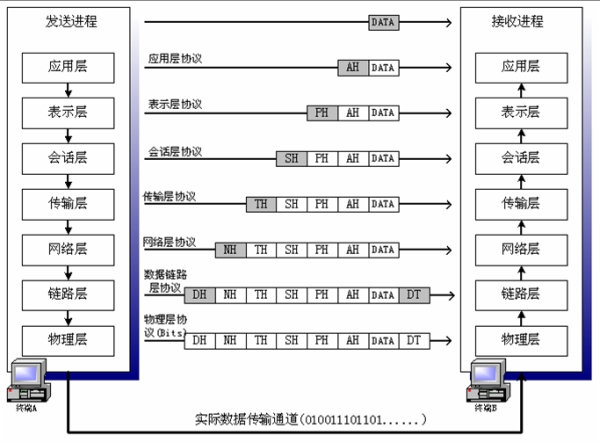 发送进程 DATA 接收进程
应用层 应用层协议 AH DATA 应用层
表示层 表示层协议 PH AH DATA 表示层
会话层 会话层协议 SH PH AH DATA 会话层
传输层 传输层协议 TH SH PH AH DATA 传输层
网络层 网络层协议 NH TH SH PH AH DATA 网络层
数据链路
链路层 层协议 DH NH TH SH PH AH DATA DT 链路层
物理层协
物理层 议(Bits) DH NH TH SH PH AH DATA DT 物理层
终端A 终端B
实际数据传输通道(010011101101......)